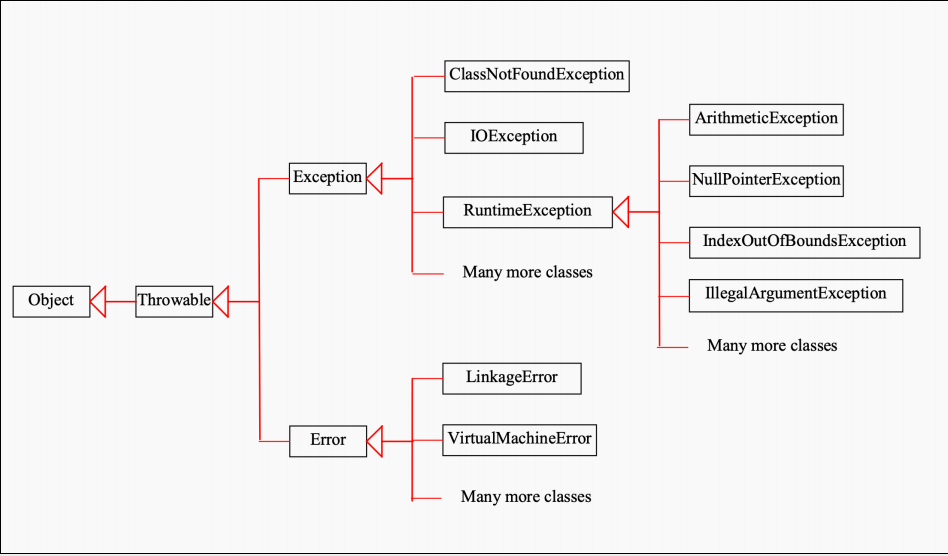 ClassNotFoundException
ArithmeticException
IOException
Exception
NullPointerException
RuntimeException
IndexOutOfBoundsException
Many more classes
Object
Throwable
IllegalArgumentException
Many more classes
LinkageError
Error
VirtualMachineError
Many more classes